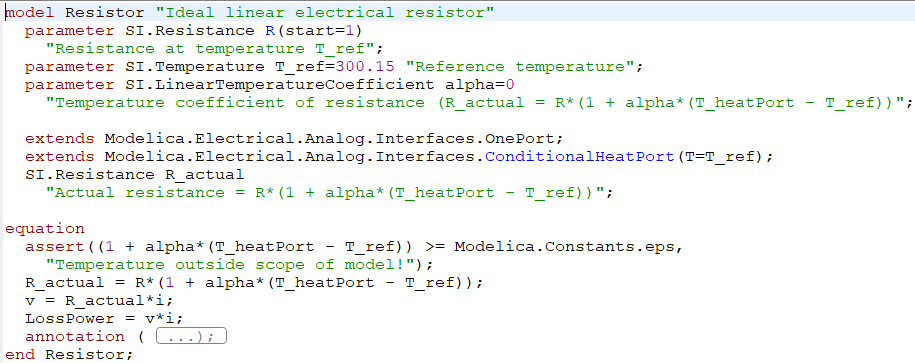 model Resistor "Ideal linear electrical resistor"
  parameter SI.Resistance R(start=1)
    "Resistance at temperature T_ref";
  parameter SI.Temperature T_ref=300.15 "Reference temperature";
  parameter SI.LinearTemperatureCoefficient alpha=0
    "Temperature coefficient of resistance (R_actual = R*(1 + alpha*(T_heatPort - T_ref))";

  extends Modelica.Electrical.Analog.Interfaces.OnePort;
  extends Modelica.Electrical.Analog.Interfaces.ConditionalHeatPort(T=T_ref);
  SI.Resistance R_actual
    "Actual resistance = R*(1 + alpha*(T_heatPort - T_ref))";

equation
  assert((1 + alpha*(T_heatPort - T_ref)) >= Modelica.Constants.eps,
    "Temperature outside scope of model!");
  R_actual = R*(1 + alpha*(T_heatPort - T_ref));
  v = R_actual*i;
  LossPower = v*i;
  annotation ( ...);
end Resistor;